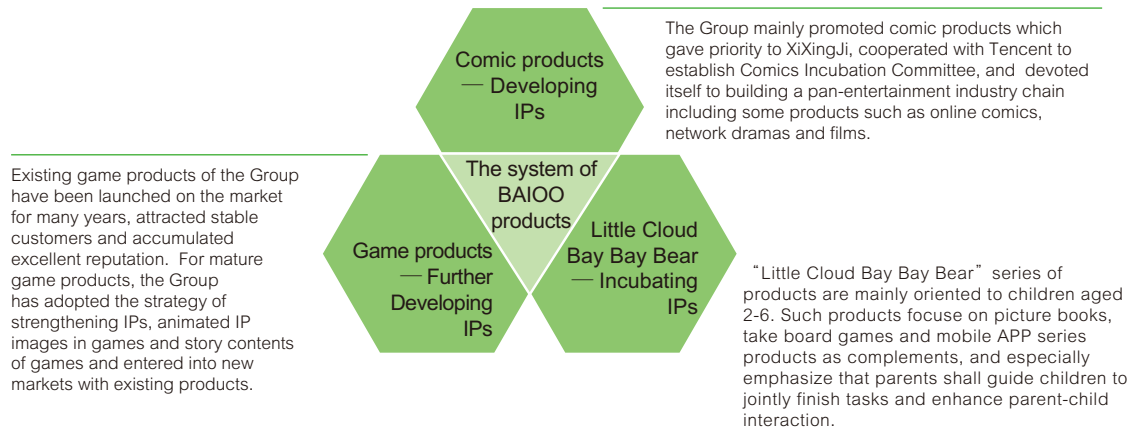 Comic products
— Developing
IPs
The Group mainly promoted comic products which
gave priority to XiXingJi, cooperated with Tencent to
establish Comics Incubation Committee, and devoted
itself to building a pan-entertainment industry chain
including some products such as online comics,
network dramas and films.
Existing game products of the Group
have been launched on the market
for many years, attracted stable
customers and accumulated
excellent reputation. For mature
game products, the Group
has adopted the strategy of
strengthening IPs, animated IP
images in games and story contents
of games and entered into new
markets with existing products.
The system of
BAIOO
products
Game products
— Further
Developing
IPs
Little Cloud
Bay Bay Bear
— Incubating
IPs
“Little Cloud Bay Bay Bear” series of
products are mainly oriented to children aged
2-6. Such products focuse on picture books,
take board games and mobile APP series
products as complements, and especially
emphasize that parents shall guide children to
jointly finish tasks and enhance parent-child
interaction.